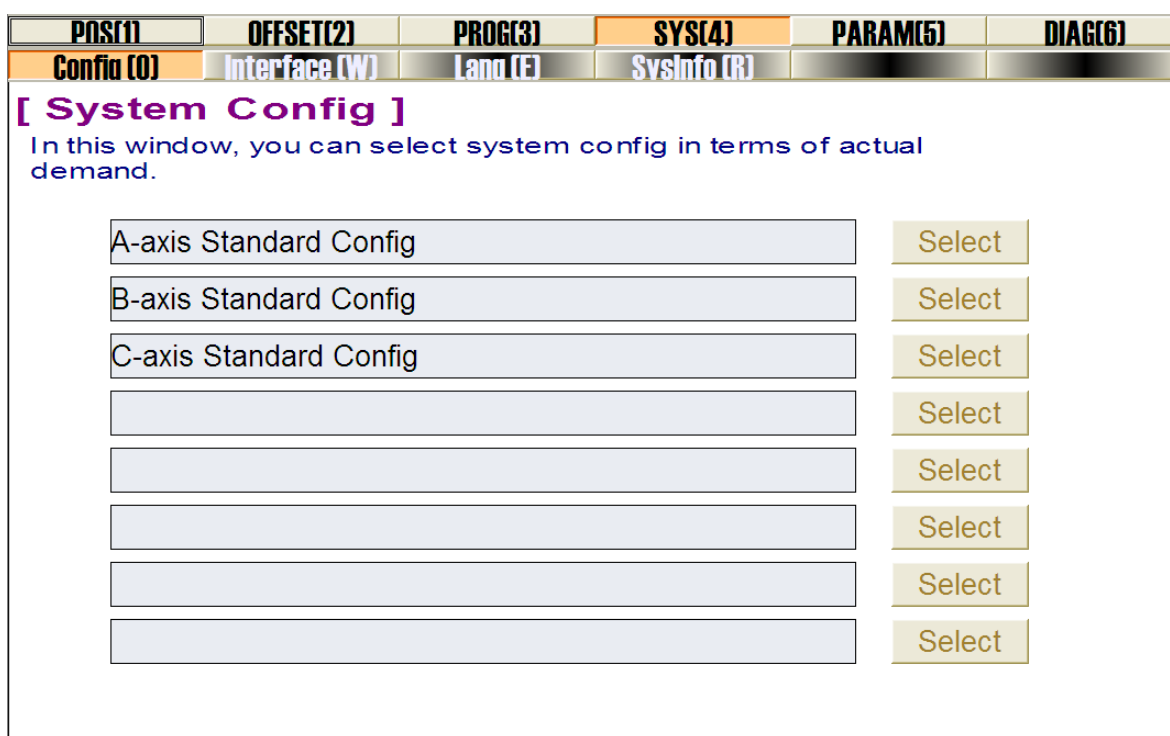 POS(1) OFFSET(2) PROG(3) SYS(4) PARAM(5) DIAG(6)
Config (Q) Interface (W) Lang (E) SysInfo (R)
[ System Config ]
In this window, you can select system config in terms of actual
demand.
A-axis Standard Config Select
B-axis Standard Config Select
C-axis Standard Config Select
Select
Select
Select
Select
Select